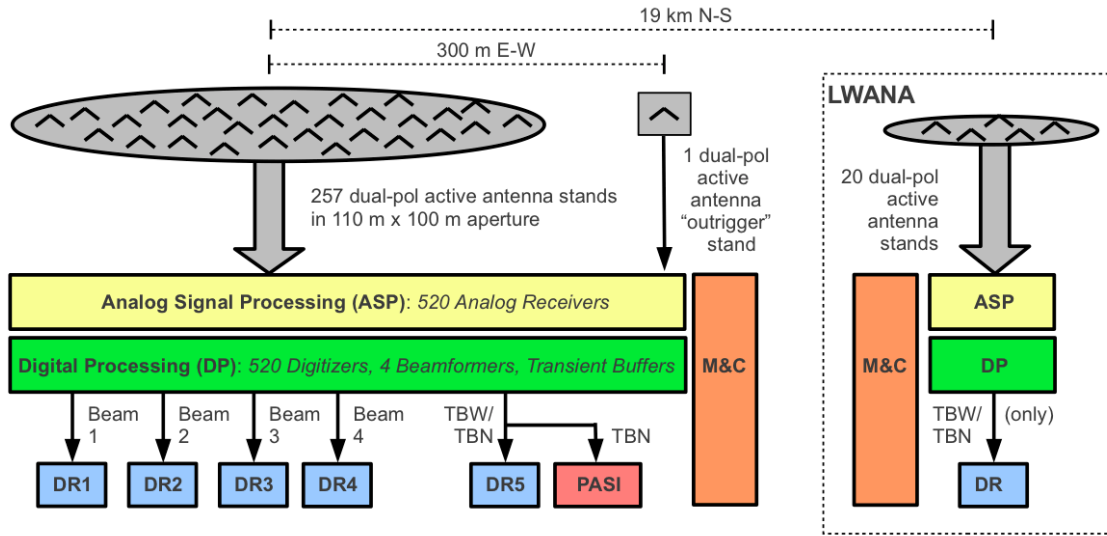 19 km N-S
300 m E-W
LWANA
257 dual-pol active antenna stands
in 110 m x 100 m aperture
1 dual-pol
active
antenna
“outrigger”
stand
20 dual-pol
active
antenna
stands
Analog Signal Processing (ASP): 520 Analog Receivers
Digital Processing (DP): 520 Digitizers, 4 Beamformers, Transient Buffers
M&C
M&C
ASP
DP
Beam
1
Beam
2
Beam
3
Beam
4
TBW/
TBN
TBN
TBW/
TBN
(only)
DR1
DR2
DR3
DR4
DR5
PASI
DR